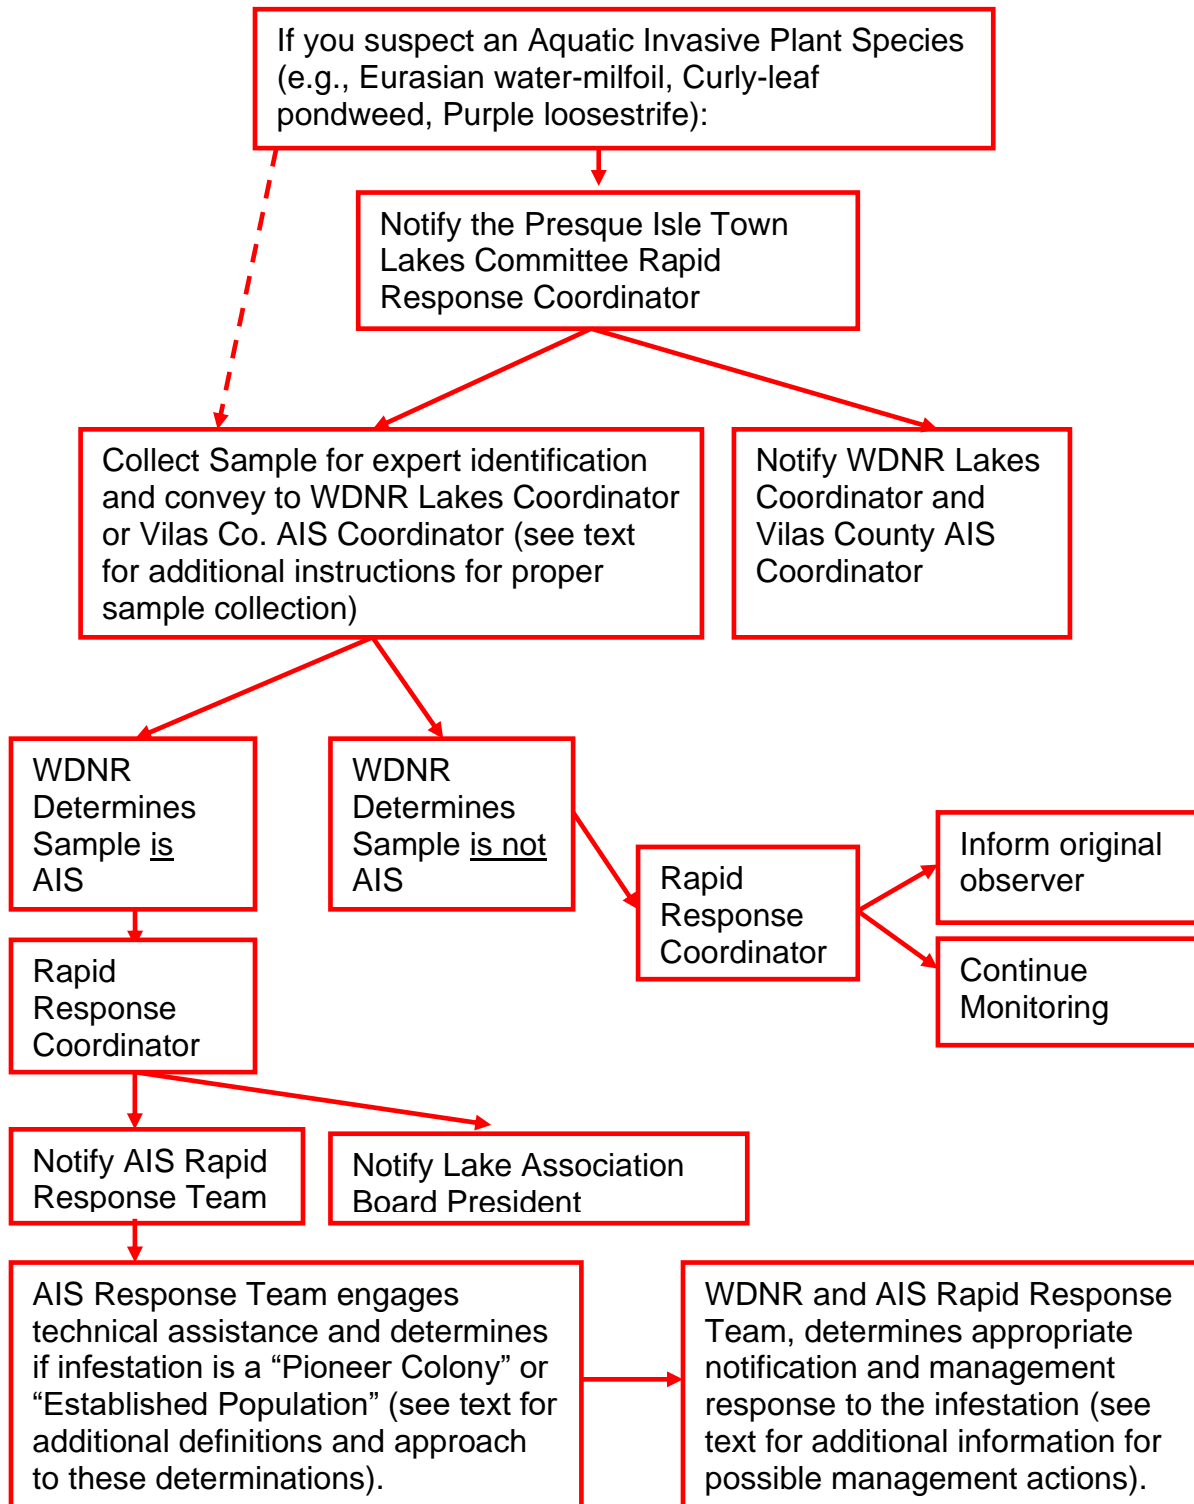 If you suspect an Aquatic Invasive Plant Species
(e.g., Eurasian water-milfoil, Curly-leaf
pondweed, Purple loosestrife):
Notify the Presque Isle Town
Lakes Committee Rapid
Response Coordinator
Collect Sample for expert identification
and convey to WDNR Lakes Coordinator
or Vilas Co. AIS Coordinator (see text
for additional instructions for proper
sample collection)
Notify WDNR Lakes
Coordinator and
Vilas County AIS
Coordinator
WDNR
Determines
Sample is
AIS
WDNR
Determines
Sample is not
AIS
Rapid
Response
Coordinator
Inform original
observer
Continue
Monitoring
Rapid
Response
Coordinator
Notify AIS Rapid
Response Team
Notify Lake Association
Board President
AIS Response Team engages
technical assistance and determines
if infestation is a “Pioneer Colony” or
“Established Population” (see text for
additional definitions and approach
to these determinations).
WDNR and AIS Rapid Response
Team, determines appropriate
notification and management
response to the infestation (see
text for additional information for
possible management actions).